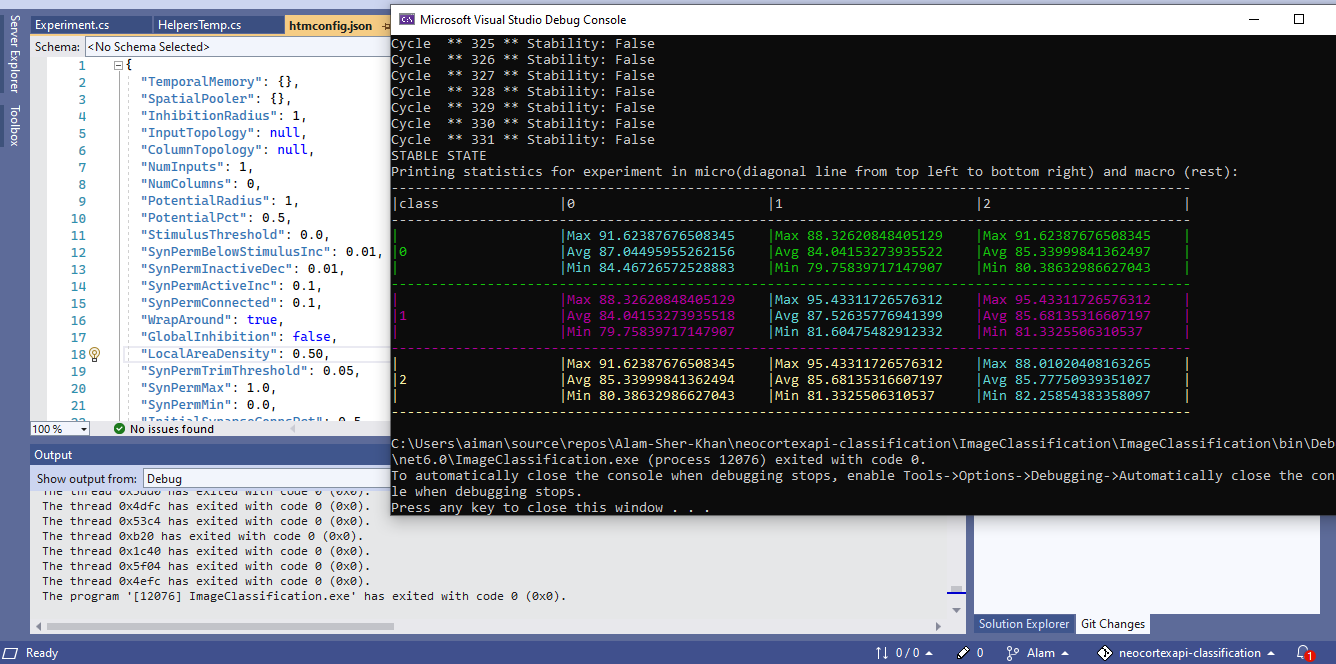 Experiment.cs HelpersTemp.cs htmconfig.json
Server Explorer
Toolbox
Schema: <No Schema Selected>
1 {
2 "TemporalMemory": {},
3 "SpatialPooler": {},
4 "InhibitionRadius": 1,
5 "InputTopology": null,
6 "ColumnTopology": null,
7 "NumInputs": 1,
8 "NumColumns": 0,
9 "PotentialRadius": 1,
10 "PotentialPct": 0.5,
11 "StimulusThreshold": 0.0,
12 "SynPermBelowStimulusInc": 0.01,
13 "SynPermInactiveDec": 0.01,
14 "SynPermActiveInc": 0.1,
15 "SynPermConnected": 0.1,
16 "WrapAround": true,
17 "GlobalInhibition": false,
18 "LocalAreaDensity": 0.50,
19 "SynPermTrimThreshold": 0.05,
20 "SynPermMax": 1.0,
21 "SynPermMin": 0.0,
100 % No issues found
Output
Show output from: Debug
The thread 0x4dfc has exited with code 0 (0x0).
The thread 0x53c4 has exited with code 0 (0x0).
The thread 0xb20 has exited with code 0 (0x0).
The thread 0x1c40 has exited with code 0 (0x0).
The thread 0x5f04 has exited with code 0 (0x0).
The thread 0x4efc has exited with code 0 (0x0).
The program '[12076] ImageClassification.exe' has exited with code 0 (0x0).
Microsoft Visual Studio Debug Console
Cycle ** 325 ** Stability: False
Cycle ** 326 ** Stability: False
Cycle ** 327 ** Stability: False
Cycle ** 328 ** Stability: False
Cycle ** 329 ** Stability: False
Cycle ** 330 ** Stability: False
Cycle ** 331 ** Stability: False
STABLE STATE
Printing statistics for experiment in micro(diagonal line from top left to bottom right) and macro (rest):
|class |0 |1 |2 |
| |Max 91.62387676508345 |Max 88.32620848405129 |Max 91.62387676508345 |
|0 |Avg 87.04495955262156 |Avg 84.04153273935522 |Avg 85.33999841362497 |
| |Min 84.46726572528883 |Min 79.75839717147907 |Min 80.38632986627043 |
| |Max 88.32620848405129 |Max 95.43311726576312 |Max 95.43311726576312 |
|1 |Avg 84.04153273935518 |Avg 87.52635776941399 |Avg 85.68135316607197 |
| |Min 79.75839717147907 |Min 81.60475482912332 |Min 81.3325506310537 |
| |Max 91.62387676508345 |Max 95.43311726576312 |Max 88.01020408163265 |
|2 |Avg 85.33999841362494 |Avg 85.68135316607197 |Avg 85.77750939351027 |
| |Min 80.38632986627043 |Min 81.3325506310537 |Min 82.25854383358097 |
C:\Users\aiman\source\repos\Alam-Sher-Khan\neocortexapi-classification\ImageClassification\ImageClassification\bin\Deb
\net6.0\ImageClassification.exe (process 12076) exited with code 0.
To automatically close the console when debugging stops, enable Tools->Options->Debugging->Automatically close the con
le when debugging stops.
Press any key to close this window . . .
Solution Explorer Git Changes
Ready 0 / 0 0 Alam neocortexapi-classification 1